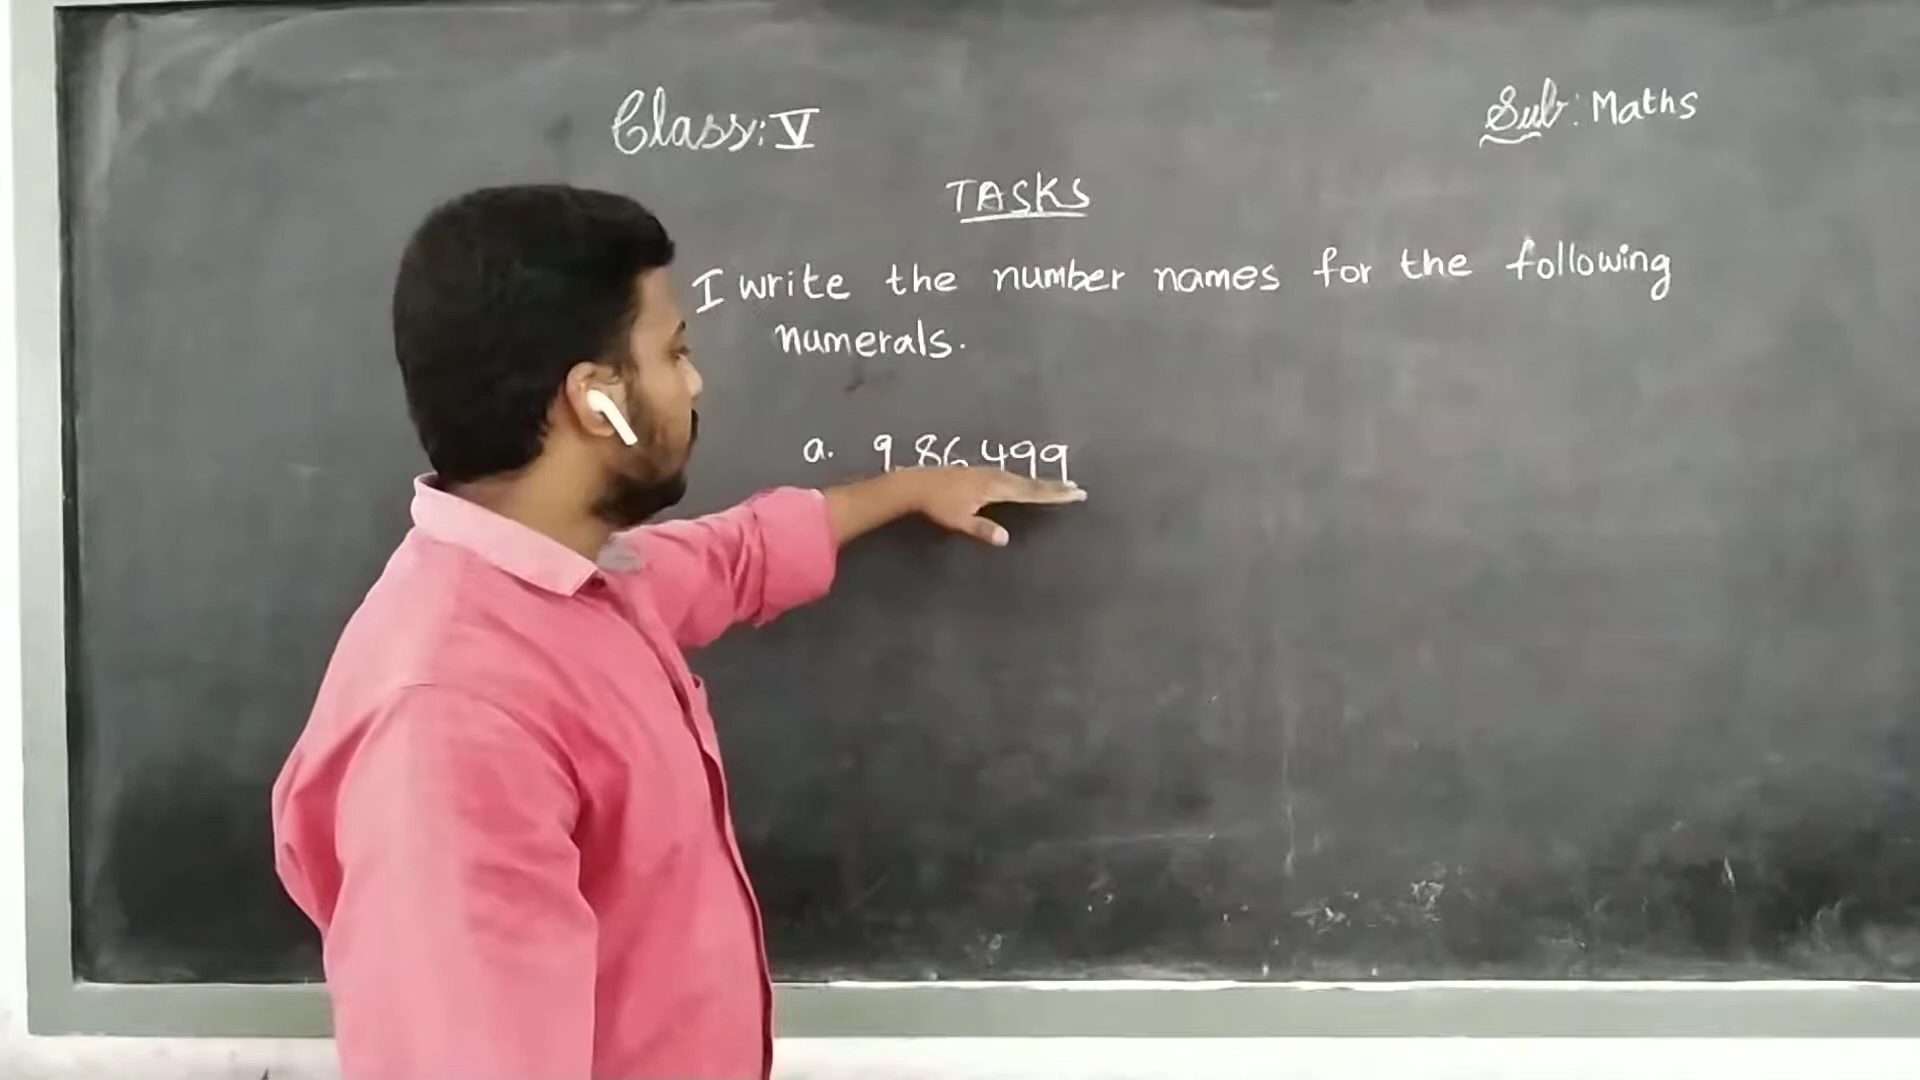 Class: V
Sub: Maths
TASKS
I write the number names for the following
numerals.
a. 9,86,499